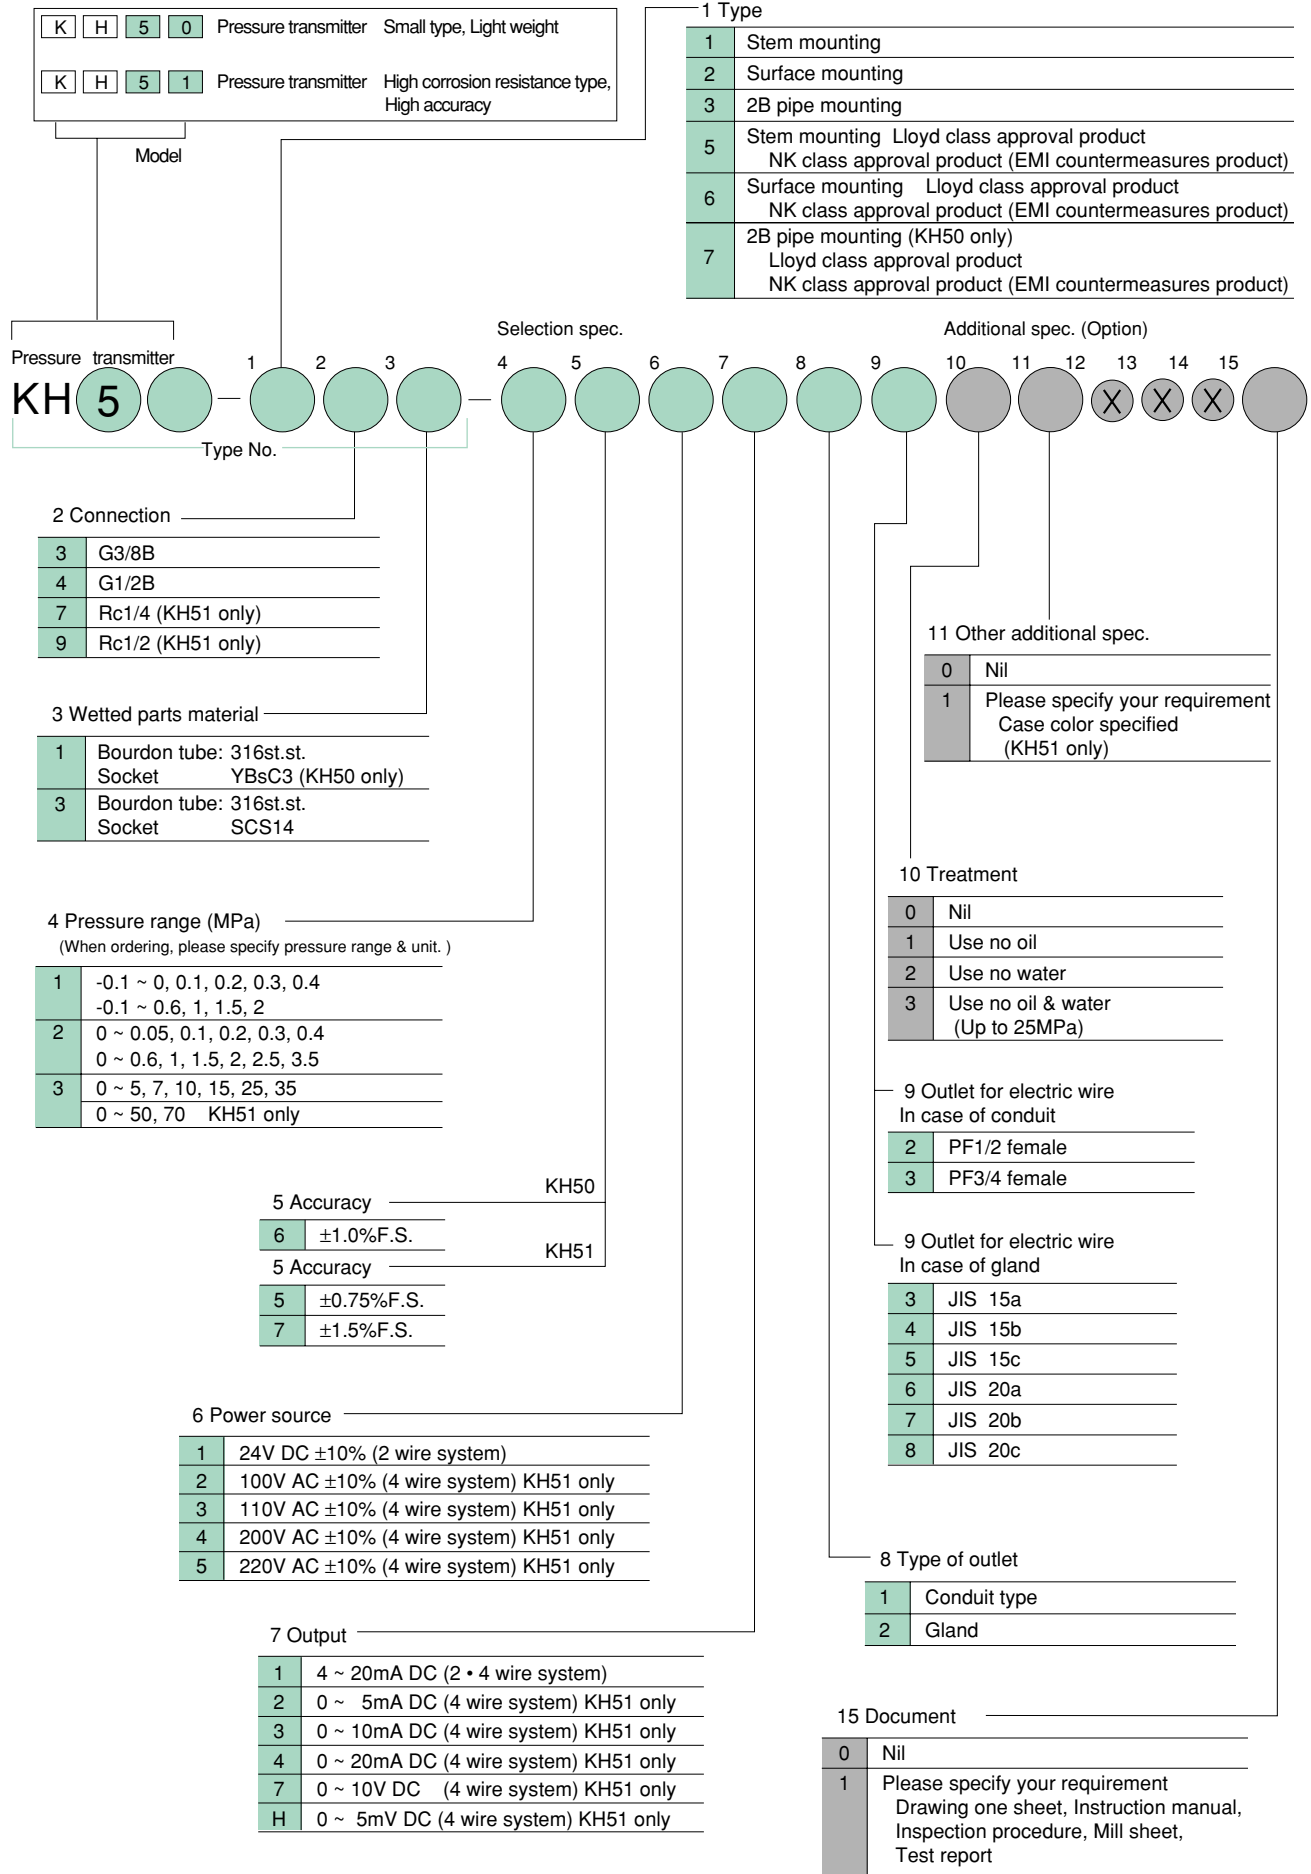 K H 5 0 Pressure transmitter Small type, Light weight
K H 5 1 Pressure transmitter High corrosion resistance type,
High accuracy
Model
1 Type
1 Stem mounting
2 Surface mounting
3 2B pipe mounting
5 Stem mounting Lloyd class approval product
NK class approval product (EMI countermeasures product)
6 Surface mounting Lloyd class approval product
NK class approval product (EMI countermeasures product)
7 2B pipe mounting (KH50 only)
Lloyd class approval product
NK class approval product (EMI countermeasures product)
Selection spec. Additional spec. (Option)
Pressure transmitter 1 2 3 4 5 6 7 8 9 10 11 12 13 14 15
KH 5 – – X X X
Type No.
2 Connection
3 G3/8B
4 G1/2B
7 Rc1/4 (KH51 only)
9 Rc1/2 (KH51 only)
3 Wetted parts material
1 Bourdon tube: 316st.st.
Socket YBsC3 (KH50 only)
3 Bourdon tube: 316st.st.
Socket SCS14
4 Pressure range (MPa)
(When ordering, please specify pressure range & unit. )
1 -0.1 ~ 0, 0.1, 0.2, 0.3, 0.4
-0.1 ~ 0.6, 1, 1.5, 2
2 0 ~ 0.05, 0.1, 0.2, 0.3, 0.4
0 ~ 0.6, 1, 1.5, 2, 2.5, 3.5
3 0 ~ 5, 7, 10, 15, 25, 35
0 ~ 50, 70 KH51 only
KH50
5 Accuracy
6 ±1.0%F.S.
KH51
5 Accuracy
5 ±0.75%F.S.
7 ±1.5%F.S.
6 Power source
1 24V DC ±10% (2 wire system)
2 100V AC ±10% (4 wire system) KH51 only
3 110V AC ±10% (4 wire system) KH51 only
4 200V AC ±10% (4 wire system) KH51 only
5 220V AC ±10% (4 wire system) KH51 only
7 Output
1 4 ~ 20mA DC (2 • 4 wire system)
2 0 ~ 5mA DC (4 wire system) KH51 only
3 0 ~ 10mA DC (4 wire system) KH51 only
4 0 ~ 20mA DC (4 wire system) KH51 only
7 0 ~ 10V DC (4 wire system) KH51 only
H 0 ~ 5mV DC (4 wire system) KH51 only
11 Other additional spec.
0 Nil
1 Please specify your requirement
Case color specified
(KH51 only)
10 Treatment
0 Nil
1 Use no oil
2 Use no water
3 Use no oil & water
(Up to 25MPa)
9 Outlet for electric wire
In case of conduit
2 PF1/2 female
3 PF3/4 female
9 Outlet for electric wire
In case of gland
3 JIS 15a
4 JIS 15b
5 JIS 15c
6 JIS 20a
7 JIS 20b
8 JIS 20c
8 Type of outlet
1 Conduit type
2 Gland
15 Document
0 Nil
1 Please specify your requirement
Drawing one sheet, Instruction manual,
Inspection procedure, Mill sheet,
Test report